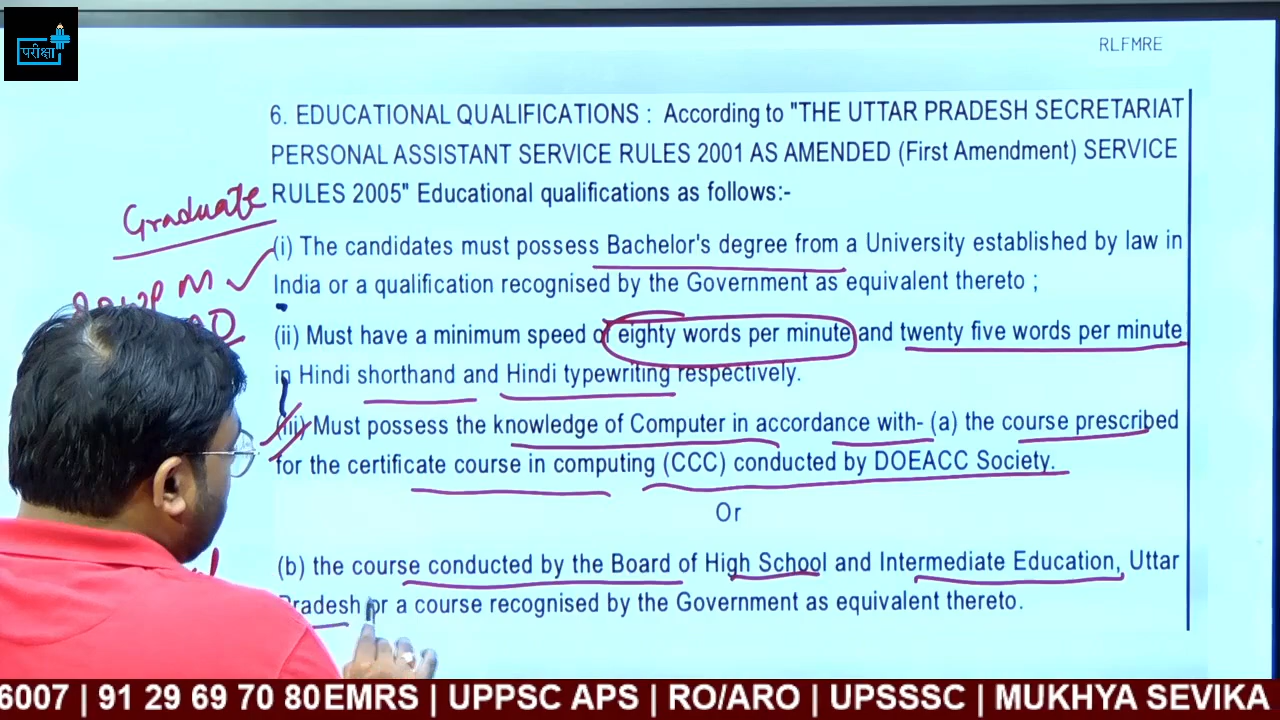 परीक्षा
RLFMRE
6. EDUCATIONAL QUALIFICATIONS : According to "THE UTTAR PRADESH SECRETARIAT
PERSONAL ASSISTANT SERVICE RULES 2001 AS AMENDED (First Amendment) SERVICE
RULES 2005" Educational qualifications as follows:-
Graduate
(i) The candidates must possess Bachelor's degree from a University established by law in
India or a qualification recognised by the Government as equivalent thereto ;
(ii) Must have a minimum speed of eighty words per minute and twenty five words per minute
in Hindi shorthand and Hindi typewriting respectively.
(iii) Must possess the knowledge of Computer in accordance with- (a) the course prescribed
for the certificate course in computing (CCC) conducted by DOEACC Society.
Or
(b) the course conducted by the Board of High School and Intermediate Education, Uttar
Pradesh or a course recognised by the Government as equivalent thereto.
6007 | 91 29 69 70 80EMRS | UPPSC APS | RO/ARO | UPSSSC | MUKHYA SEVIKA